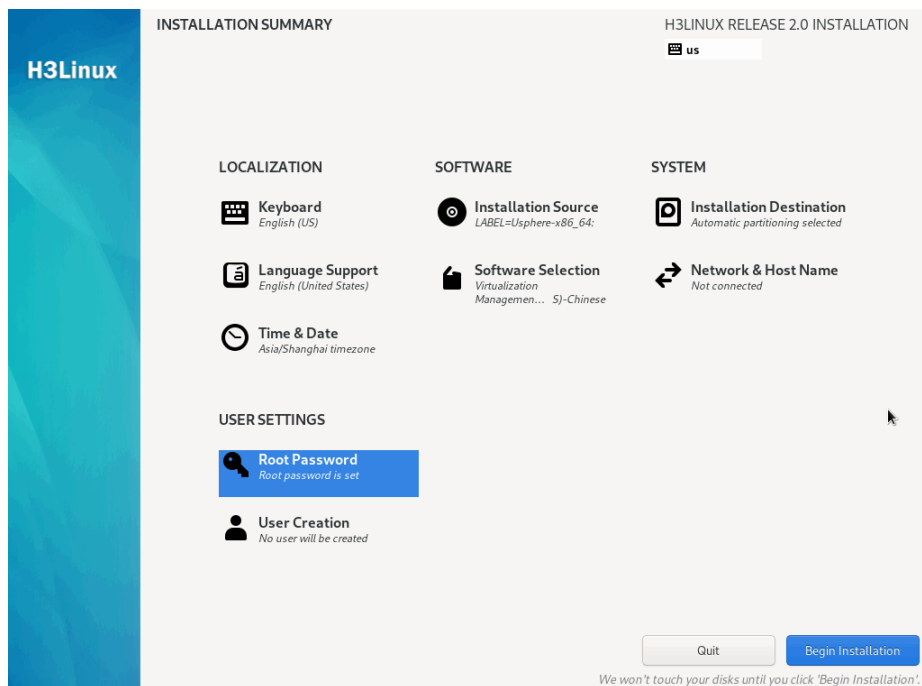 INSTALLATION SUMMARY
H3LINUX RELEASE 2.0 INSTALLATION
us
H3Linux
LOCALIZATION
Keyboard
English (US)
Language Support
English (United States)
Time & Date
Asia/Shanghai timezone
SOFTWARE
Installation Source
LABEL=Usphere-x86_64:
Software Selection
Virtualization
Managemen... S)-Chinese
SYSTEM
Installation Destination
Automatic partitioning selected
Network & Host Name
Not connected
USER SETTINGS
Root Password
Root password is set
User Creation
No user will be created
Quit
Begin Installation
We won't touch your disks until you click 'Begin Installation'.